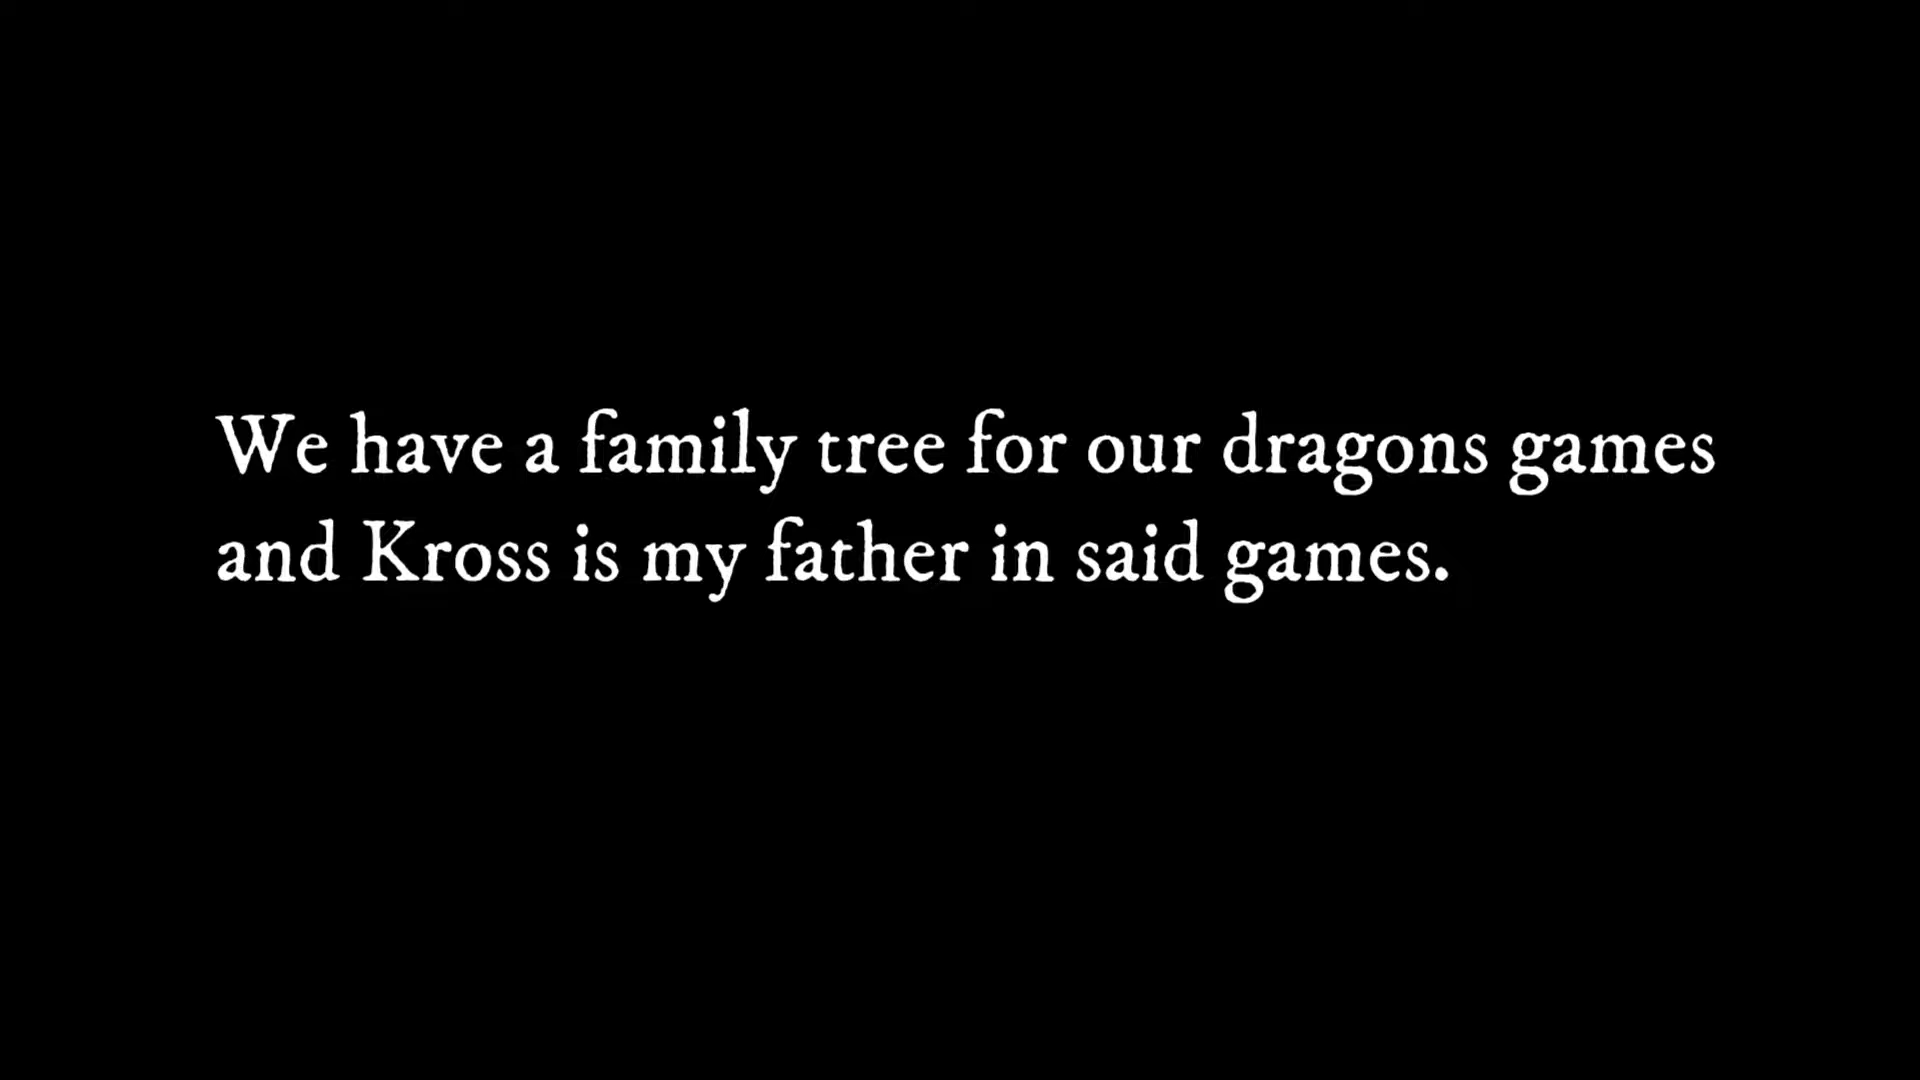 We have a family tree for our dragons games
and Kross is my father in said games.